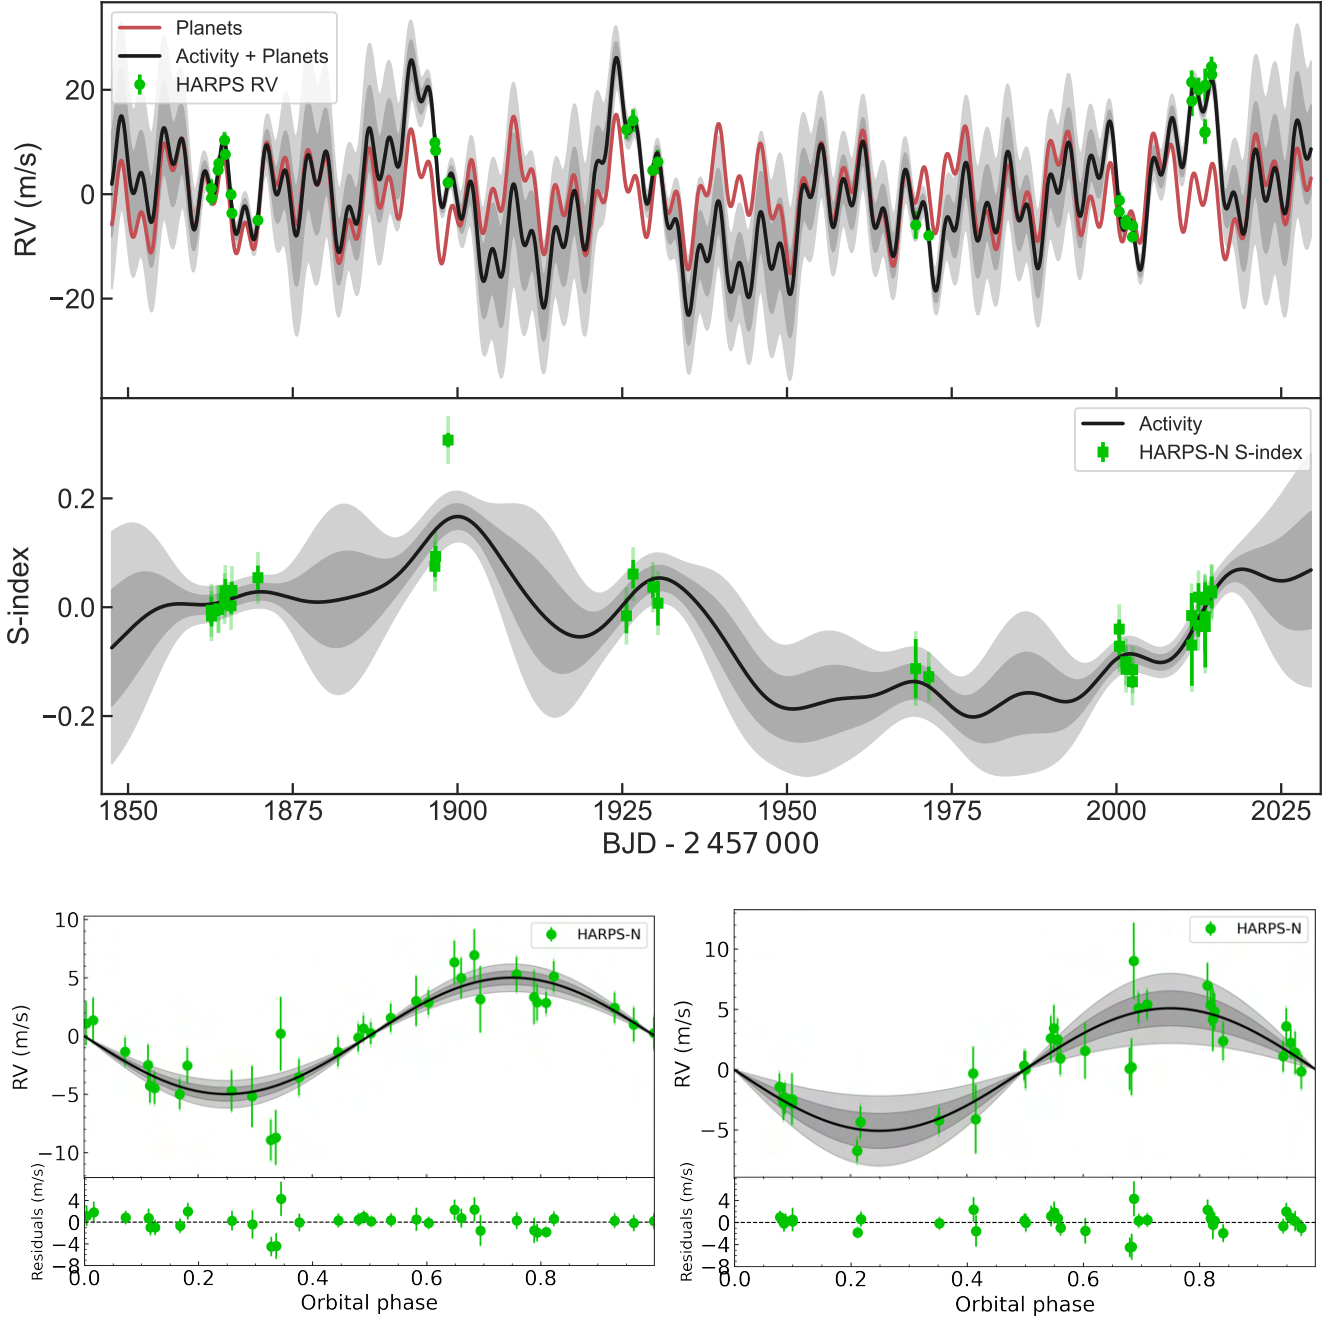 Planets
Activity + Planets
HARPS RV
20
0
−20
RV (m/s)
Activity
HARPS-N S-index
0.2
0.0
−0.2
S-index
1850 1875 1900 1925 1950 1975 2000 2025
BJD - 2 457 000
HARPS-N
10
5
0
−5
−10
RV (m/s)
4
0
−4
−8
Residuals (m/s)
0.0 0.2 0.4 0.6 0.8
Orbital phase
HARPS-N
10
5
0
−5
RV (m/s)
4
0
−4
−8
Residuals (m/s)
0.0 0.2 0.4 0.6 0.8
Orbital phase